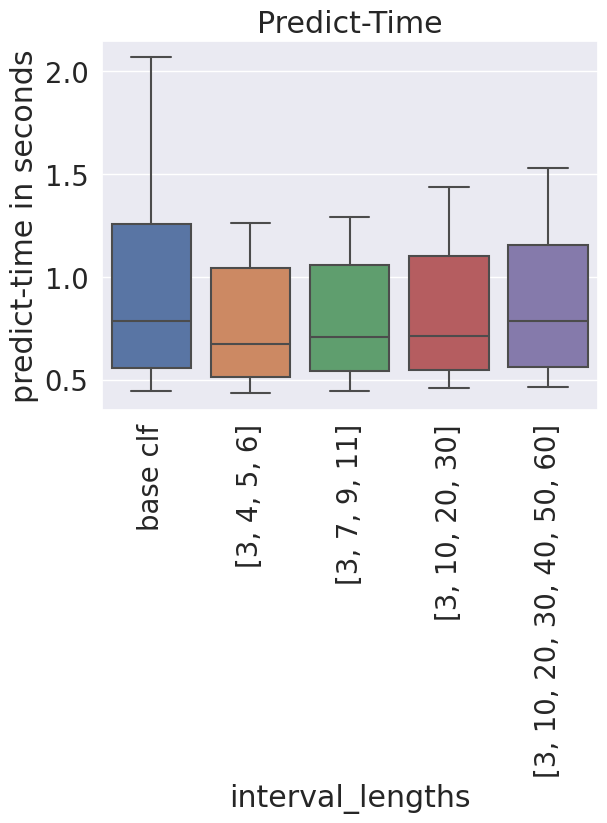 Predict-Time
predict-time in seconds
2.0
1.5
1.0
0.5
base clf
[3, 4, 5, 6]
[3, 7, 9, 11]
[3, 10, 20, 30]
[3, 10, 20, 30, 40, 50, 60]
interval_lengths